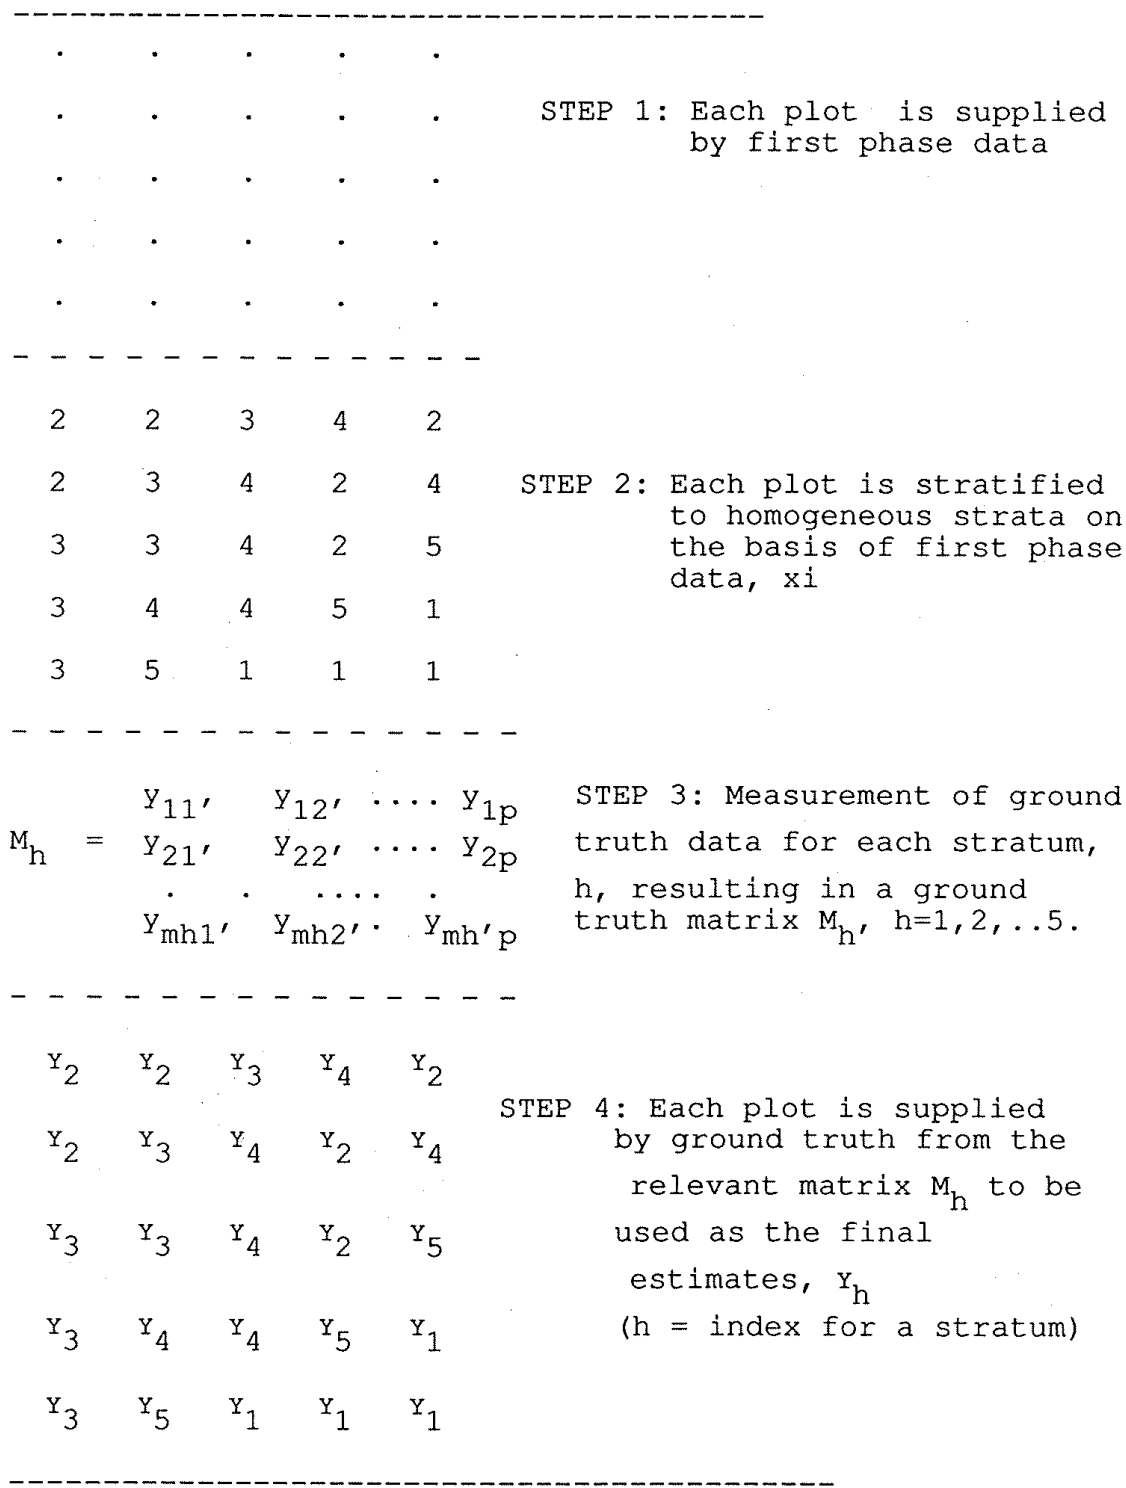 ----------------------------------------
. . . . .
. . . . .
. . . . .
. . . . .
. . . . .
STEP 1: Each plot is supplied
by first phase data
- - - - - - - - - - - - -
2 2 3 4 2
2 3 4 2 4
3 3 4 2 5
3 4 4 5 1
3 5 1 1 1
STEP 2: Each plot is stratified
to homogeneous strata on
the basis of first phase
data, xi
- - - - - - - - - - - - - -
y11, y12, .... y1p
Mh = y21, y22, .... y2p
. . .... .
ymh1, ymh2,. ymh,p
STEP 3: Measurement of ground
truth data for each stratum,
h, resulting in a ground
truth matrix Mh, h=1,2,..5.
- - - - - - - - - - - - - -
Y2 Y2 Y3 Y4 Y2
Y2 Y3 Y4 Y2 Y4
Y3 Y3 Y4 Y2 Y5
Y3 Y4 Y4 Y5 Y1
Y3 Y5 Y1 Y1 Y1
STEP 4: Each plot is supplied
by ground truth from the
relevant matrix Mh to be
used as the final
estimates, Yh
(h = index for a stratum)
--------------------------------------------